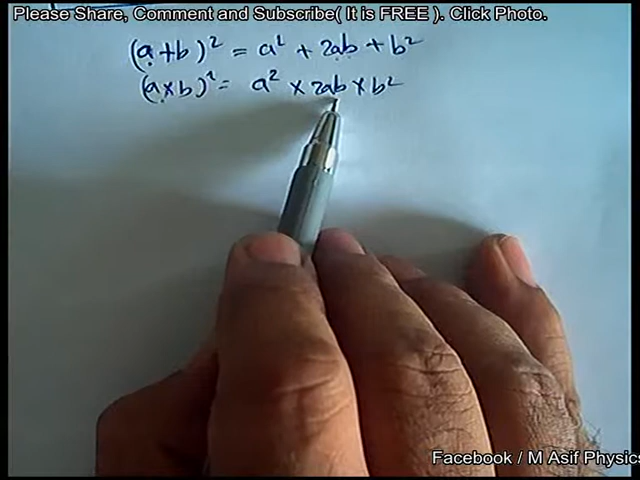 Please Share, Comment and Subscribe( It is FREE ). Click Photo.
(a + b)² = a² + 2ab + b²
(a × b)² = a² × 2ab × b²
Facebook / M Asif Physics